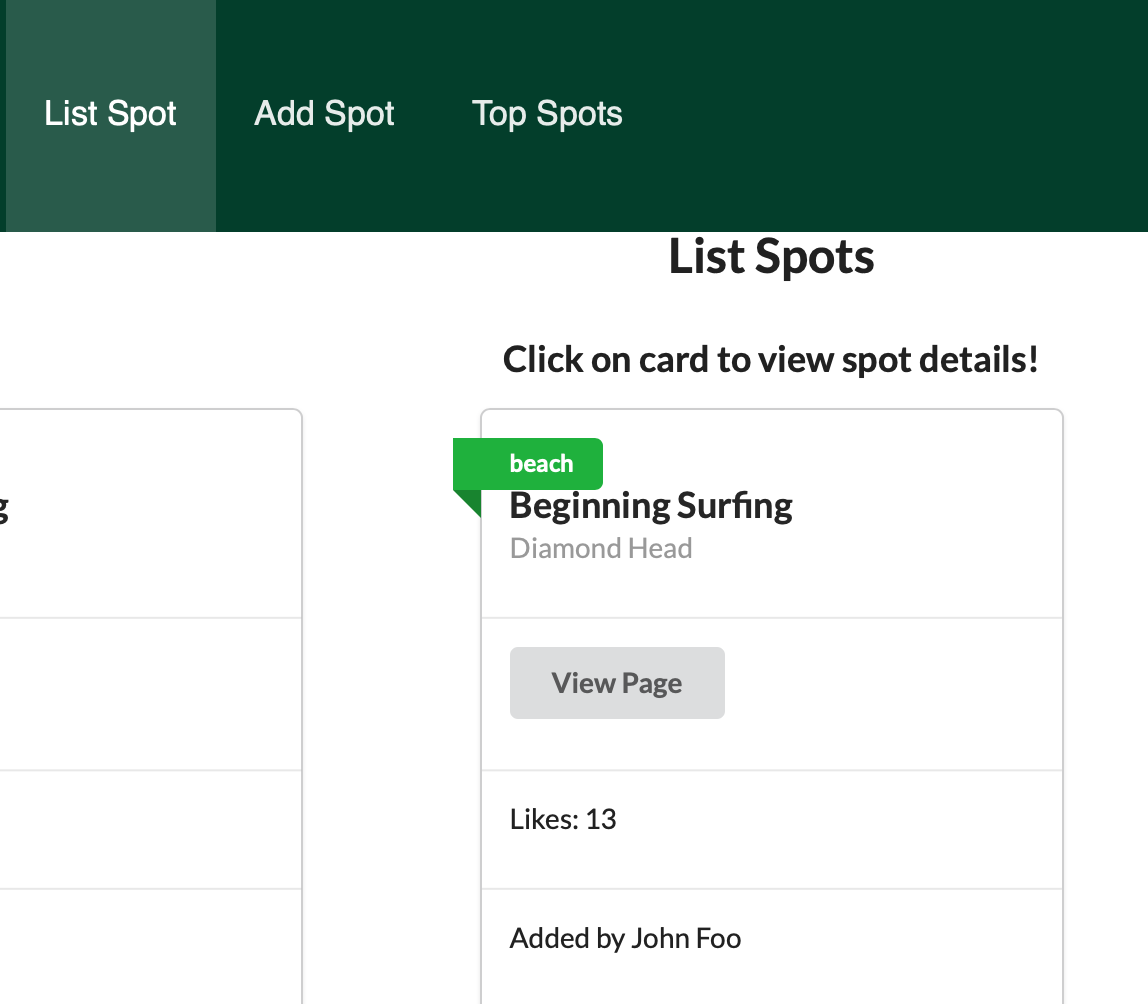 List Spot
Add Spot
Top Spots
List Spots
Click on card to view spot details!
beach
Beginning Surfing
Diamond Head
View Page
Likes: 13
Added by John Foo